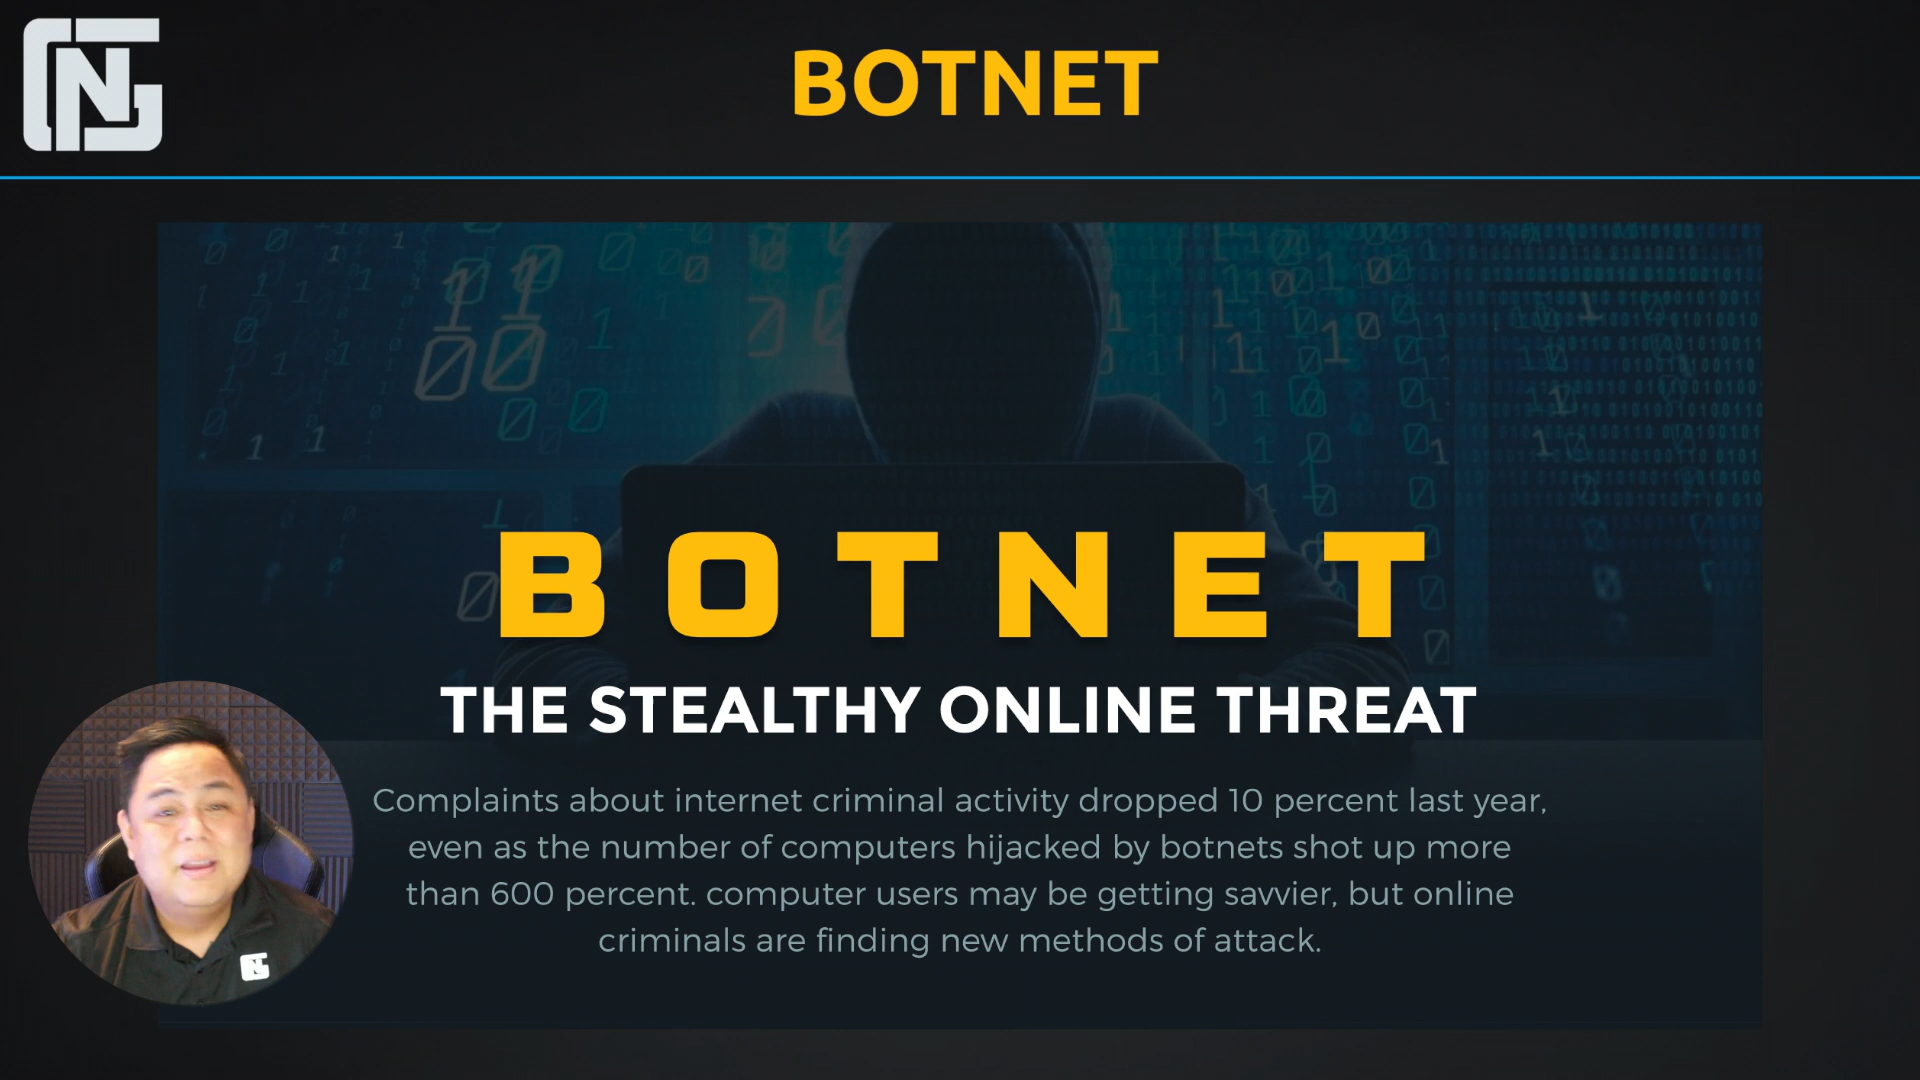 BOTNET
BOTNET
THE STEALTHY ONLINE THREAT
Complaints about internet criminal activity dropped 10 percent last year,
even as the number of computers hijacked by botnets shot up more
than 600 percent. computer users may be getting savvier, but online
criminals are finding new methods of attack.